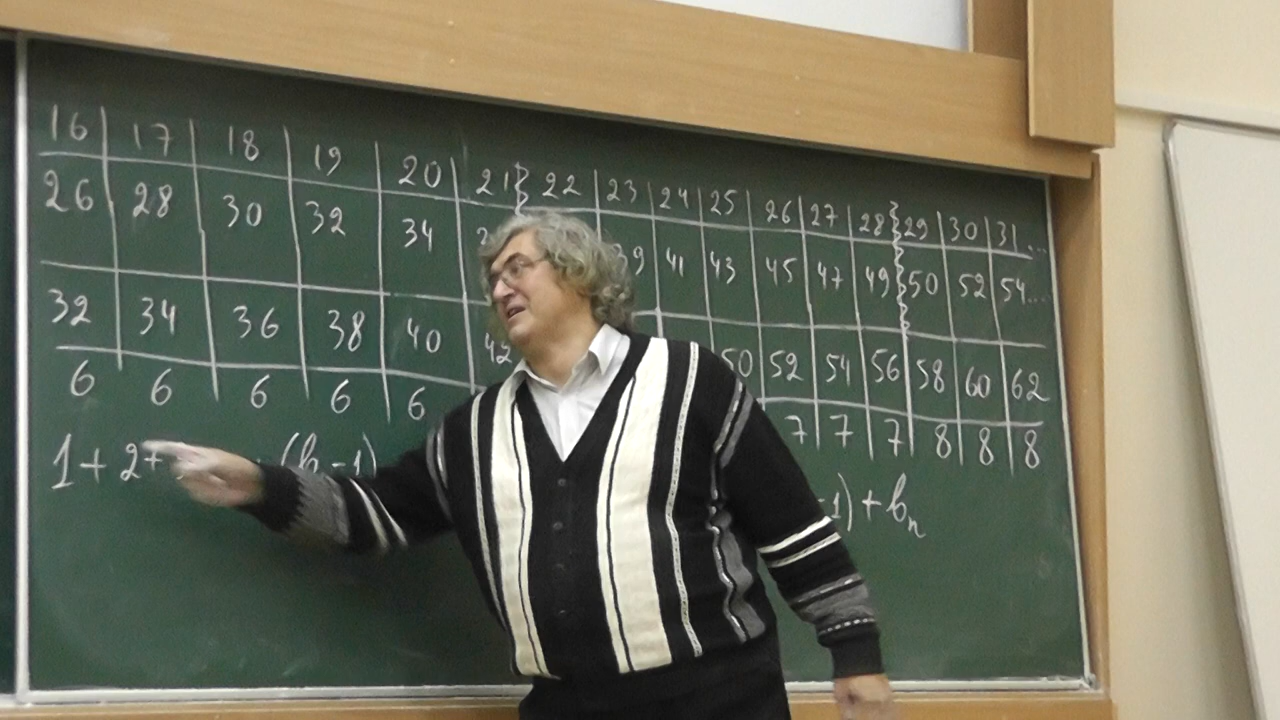 16 17 18 19 20 21 22 23 24 25 26 27 28 29 30 31...
26 28 30 32 34 41 43 45 47 49 50 52 54...
32 34 36 38 40 42 50 52 54 56 58 60 62
6 6 6 6 6 7 7 7 8 8 8
1 + 2 + (k-1) -1) + bₙ